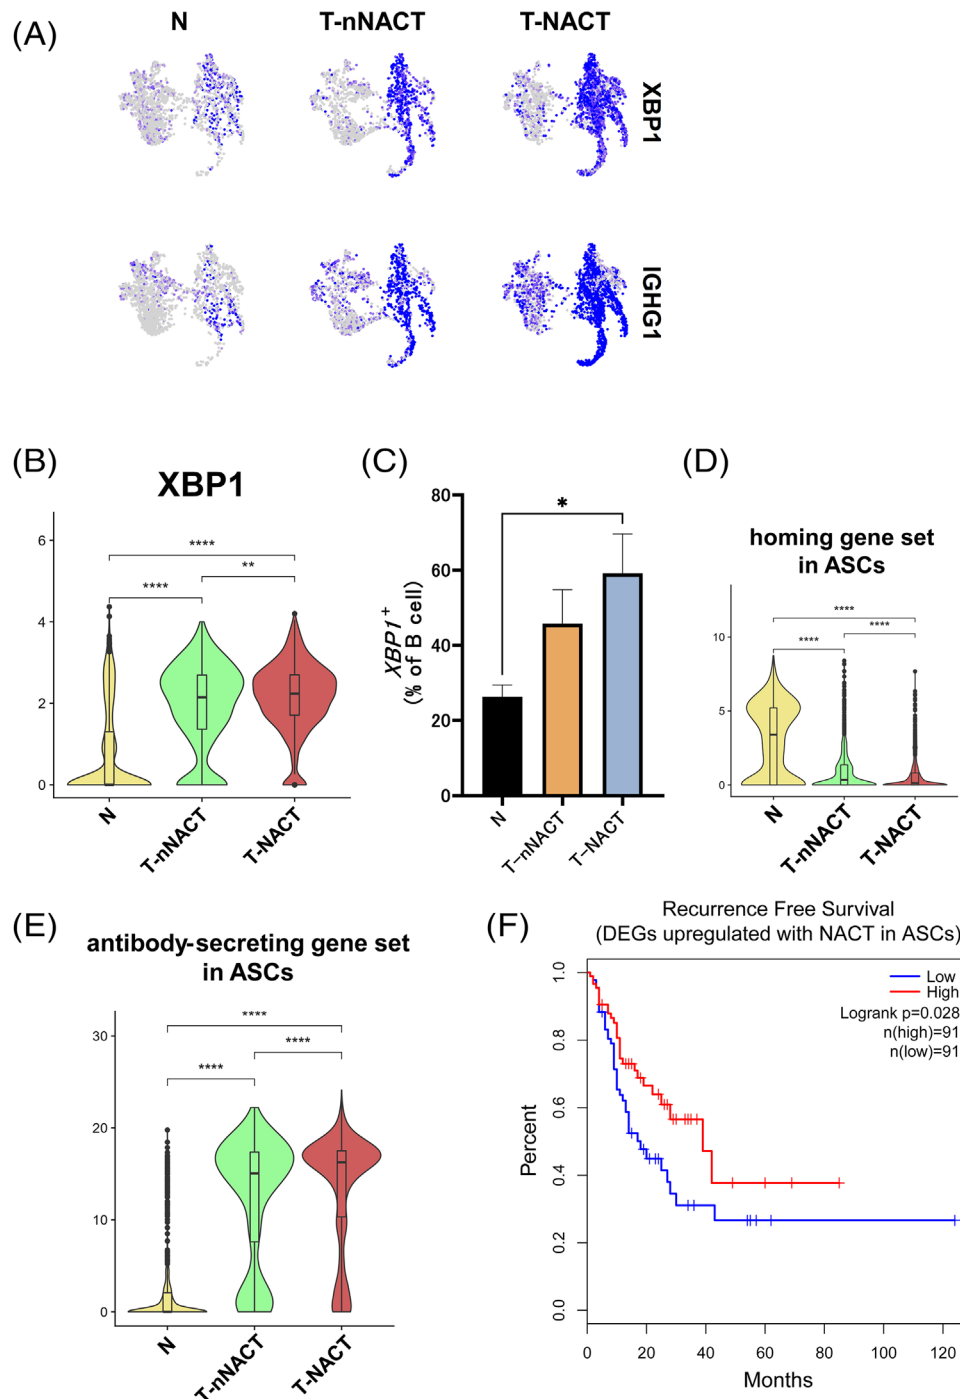 (A)
N
T-nNACT
T-NACT
XBP1
IGHG1
(B)
XBP1
6
4
2
0
****
**
****
N
T-nNACT
T-NACT
(C)
XBP1+
(% of B cell)
80
60
40
20
0
*
N
T-nNACT
T-NACT
(D)
homing gene set
in ASCs
10
5
0
****
****
****
N
T-nNACT
T-NACT
(E)
antibody-secreting gene set
in ASCs
30
20
10
0
****
****
****
N
T-nNACT
T-NACT
(F)
Recurrence Free Survival
(DEGs upregulated with NACT in ASCs)
Low
High
Logrank p=0.028
n(high)=91
n(low)=91
Percent
1.0
0.8
0.6
0.4
0.2
0.0
0 20 40 60 80 100 120
Months